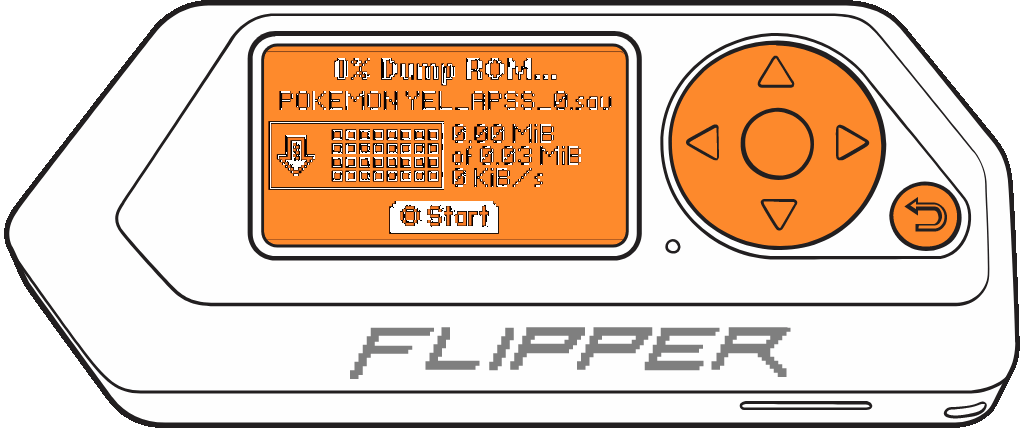 0% Dump ROM...
POKEMON YEL_APSS_0.sav
0.00 MiB
of 0.03 MiB
0 KiB/s
Start
FLIPPER